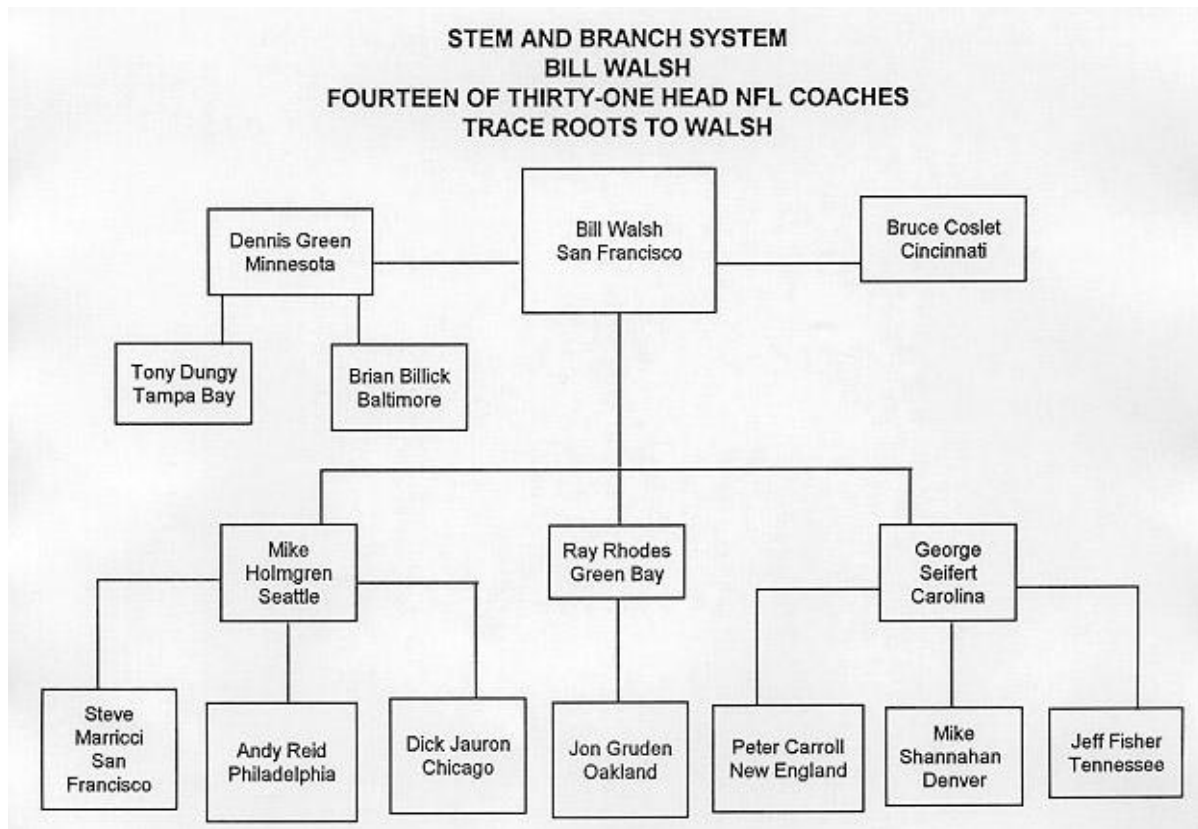 STEM AND BRANCH SYSTEM
BILL WALSH
FOURTEEN OF THIRTY-ONE HEAD NFL COACHES
TRACE ROOTS TO WALSH
Dennis Green
Minnesota
Bill Walsh
San Francisco
Bruce Coslet
Cincinnati
Tony Dungy
Tampa Bay
Brian Billick
Baltimore
Mike
Holmgren
Seattle
Ray Rhodes
Green Bay
George
Seifert
Carolina
Steve
Marricci
San
Francisco
Andy Reid
Philadelphia
Dick Jauron
Chicago
Jon Gruden
Oakland
Peter Carroll
New England
Mike
Shannahan
Denver
Jeff Fisher
Tennessee